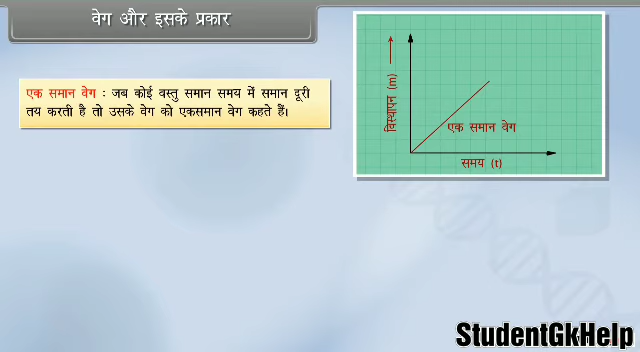 वेग और इसके प्रकार
एक समान वेग : जब कोई वस्तु समान समय में समान दूरी
तय करती है तो उसके वेग को एकसमान वेग कहते हैं।
विस्थापन (m)
एक समान वेग
समय (t)
StudentGkHelp